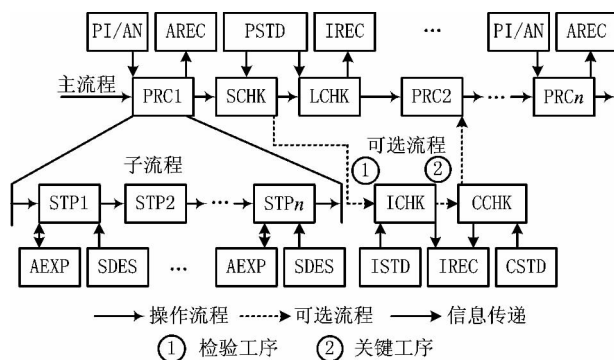 PI/AN AREC PSTD IREC … PI/AN AREC
主流程 PRC1 SCHK LCHK PRC2 … PRCn
可选流程
子流程 ① ②
STP1 STP2 … STPn ICHK CCHK
AEXP SDES … AEXP SDES ISTD IREC CSTD
操作流程 可选流程 信息传递
① 检验工序 ② 关键工序